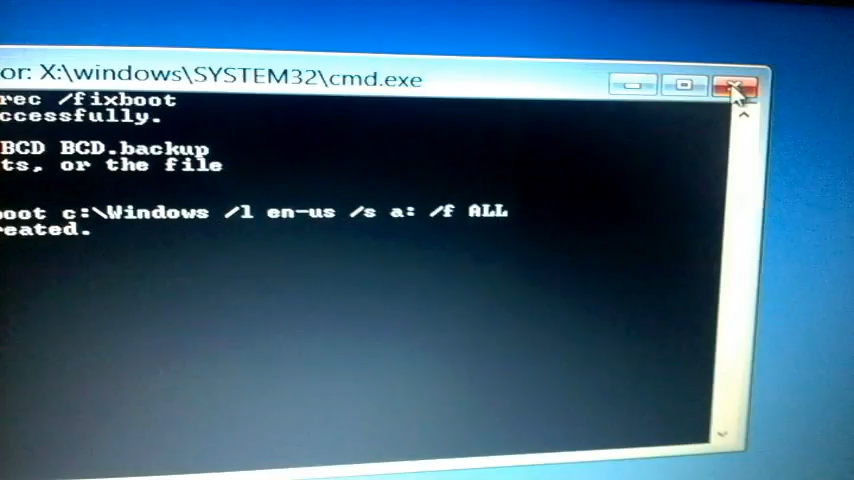 or: X:\windows\SYSTEM32\cmd.exe
rec /fixboot
ccessfully.
BCD BCD.backup
ts, or the file
oot c:\Windows /l en-us /s a: /f ALL
reated.